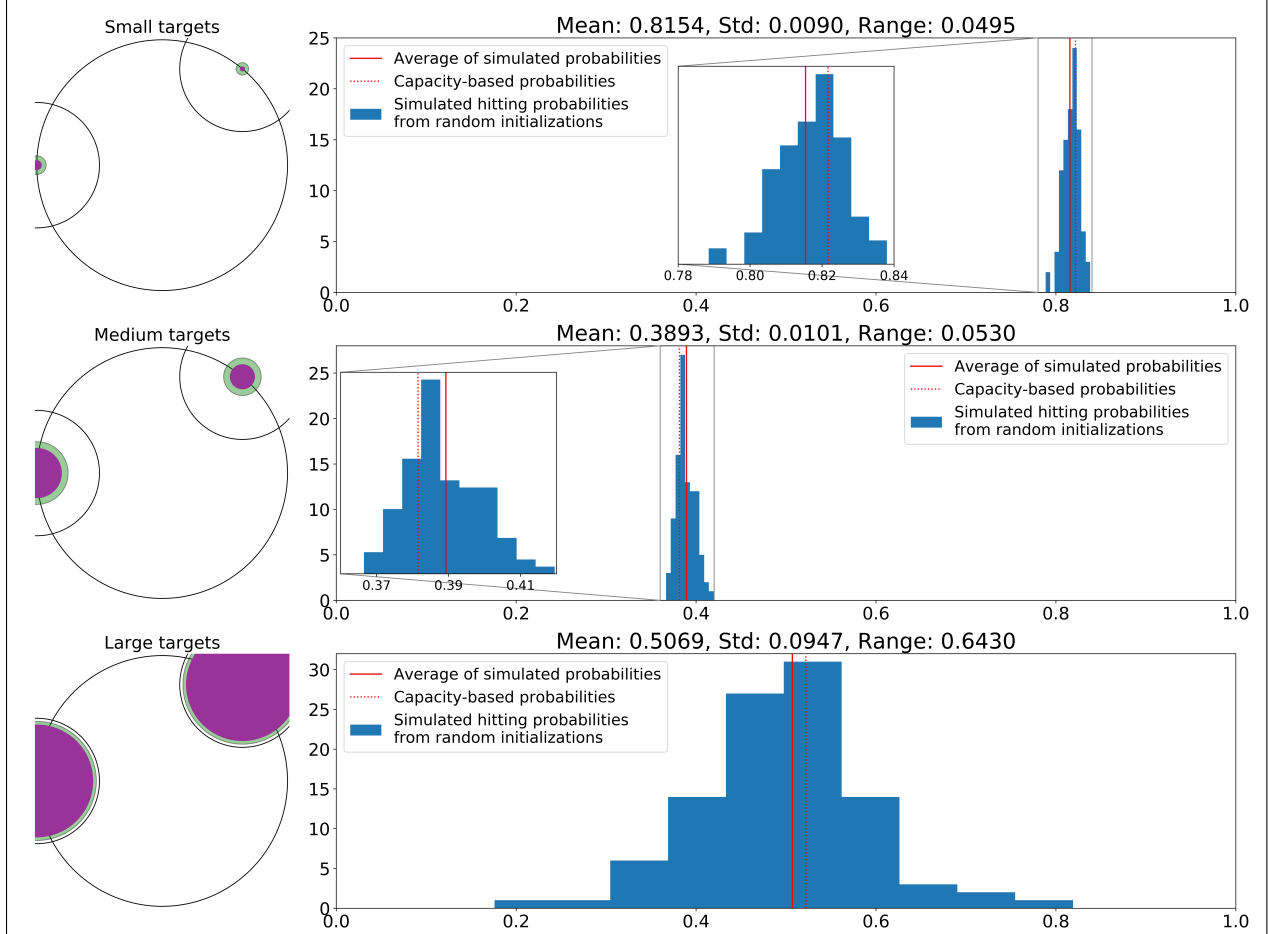 Small targets
Mean: 0.8154, Std: 0.0090, Range: 0.0495
25
20
15
10
5
0
Average of simulated probabilities
Capacity-based probabilities
Simulated hitting probabilities
from random initializations
0.78 0.80 0.82 0.84
0.0 0.2 0.4 0.6 0.8 1.0
Medium targets
Mean: 0.3893, Std: 0.0101, Range: 0.0530
25
20
15
10
5
0
0.37 0.39 0.41
Average of simulated probabilities
Capacity-based probabilities
Simulated hitting probabilities
from random initializations
0.0 0.2 0.4 0.6 0.8 1.0
Large targets
Mean: 0.5069, Std: 0.0947, Range: 0.6430
30
25
20
15
10
5
0
Average of simulated probabilities
Capacity-based probabilities
Simulated hitting probabilities
from random initializations
0.0 0.2 0.4 0.6 0.8 1.0